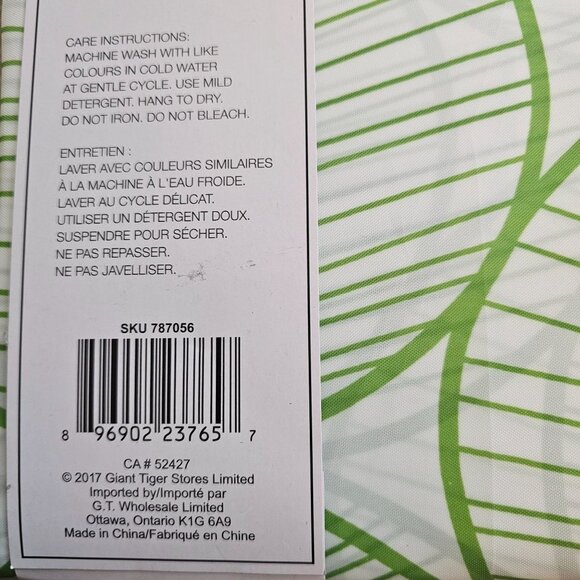 CARE INSTRUCTIONS:
MACHINE WASH WITH LIKE
COLOURS IN COLD WATER
AT GENTLE CYCLE. USE MILD
DETERGENT. HANG TO DRY.
DO NOT IRON. DO NOT BLEACH.
ENTRETIEN :
LAVER AVEC COULEURS SIMILAIRES
À LA MACHINE À L'EAU FROIDE.
LAVER AU CYCLE DÉLICAT.
UTILISER UN DÉTERGENT DOUX.
SUSPENDRE POUR SÉCHER.
NE PAS REPASSER.
NE PAS JAVELLISER.
SKU 787056
8 96902 23765 7
CA # 52427
© 2017 Giant Tiger Stores Limited
Imported by/Importé par
G.T. Wholesale Limited
Ottawa, Ontario K1G 6A9
Made in China/Fabriqué en Chine